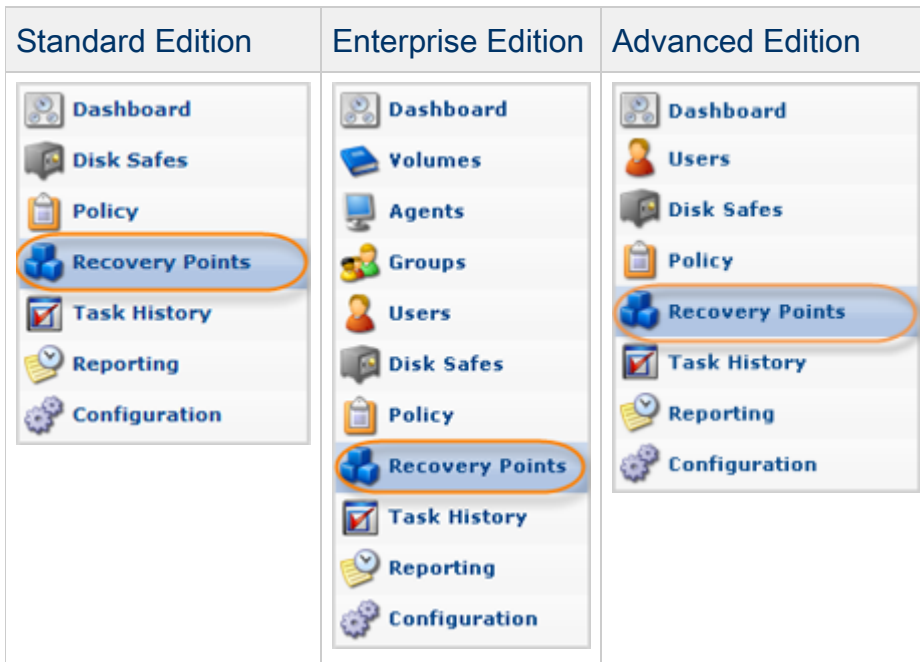 Standard Edition
Enterprise Edition
Advanced Edition
Dashboard
Disk Safes
Policy
Recovery Points
Task History
Reporting
Configuration
Dashboard
Volumes
Agents
Groups
Users
Disk Safes
Policy
Recovery Points
Task History
Reporting
Configuration
Dashboard
Users
Disk Safes
Policy
Recovery Points
Task History
Reporting
Configuration